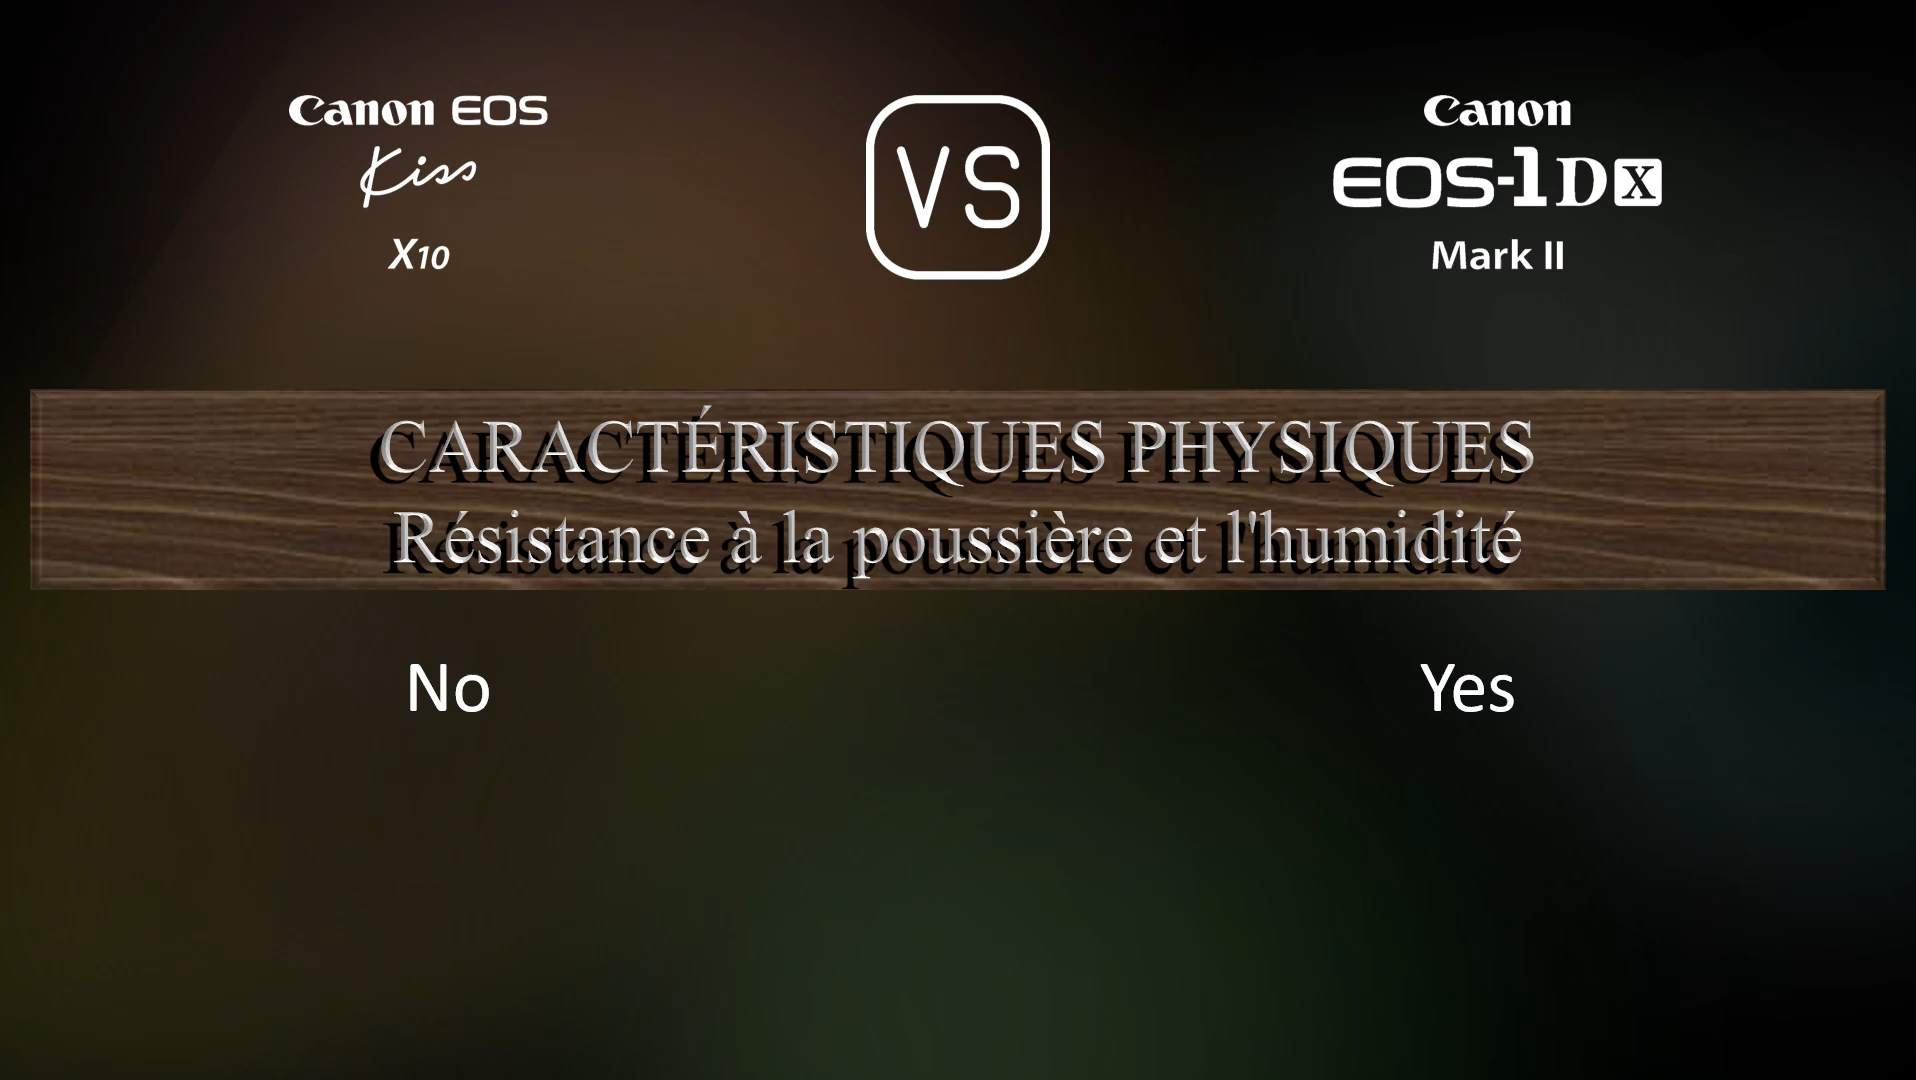 Canon EOS
Kiss
X10
VS
Canon
EOS-1DX
Mark II
CARACTÉRISTIQUES PHYSIQUES
Résistance à la poussière et l'humidité
No
Yes